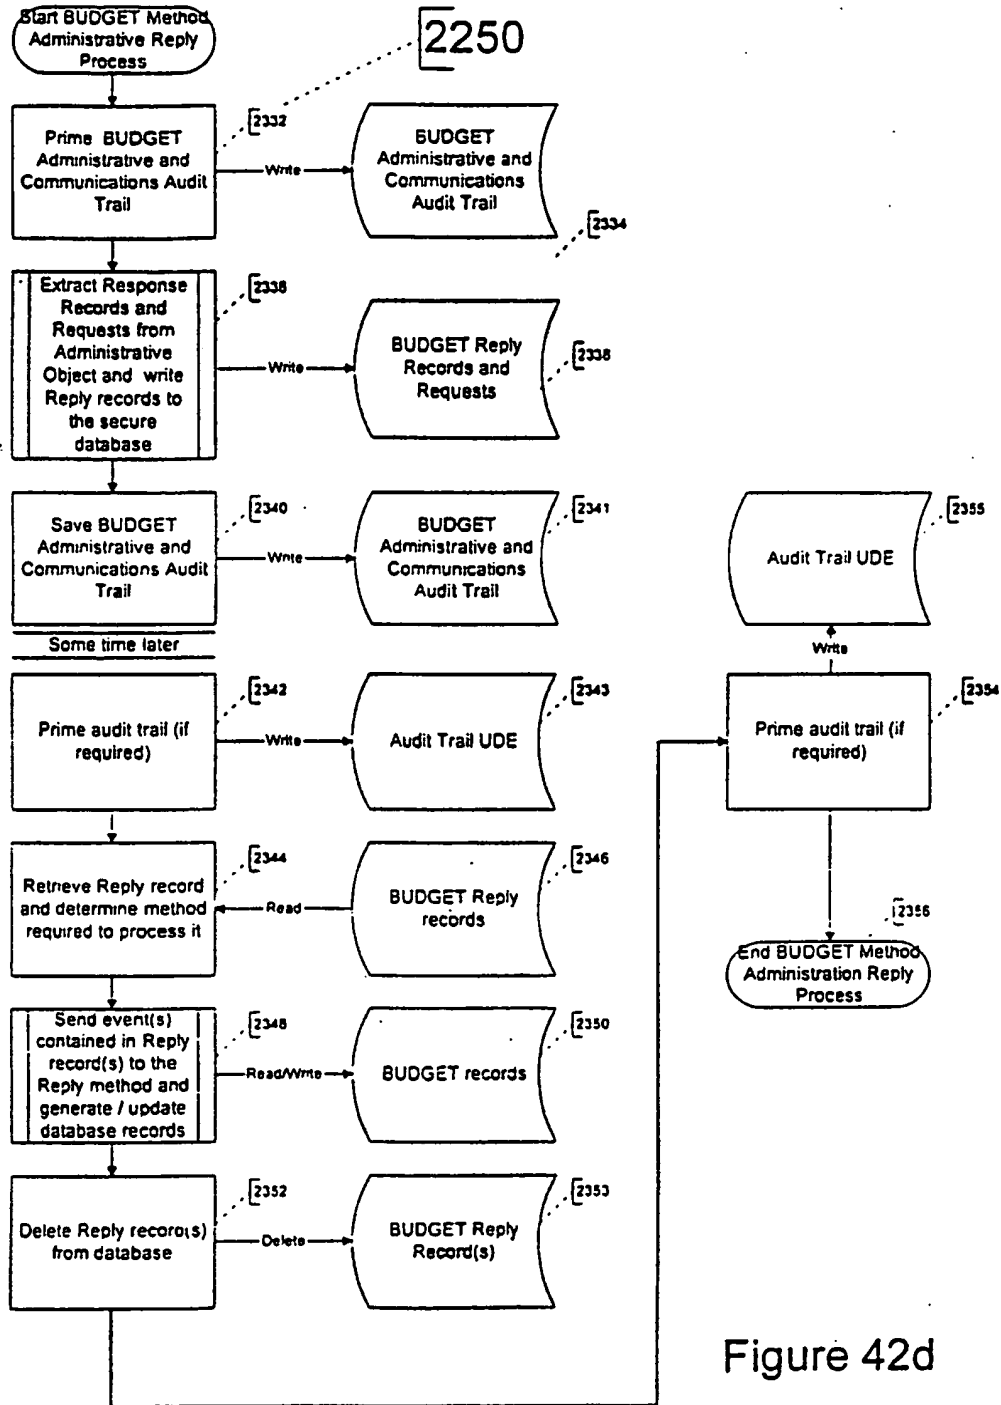 Start BUDGET Method
Administrative Reply
Process
2250
Prime BUDGET
Administrative and
Communications Audit
Trail
2332
Write
BUDGET
Administrative and
Communications
Audit Trail
2334
Extract Response
Records and
Requests from
Administrative
Object and write
Reply records to
the secure
database
2336
Write
BUDGET Reply
Records and
Requests
2338
Save BUDGET
Administrative and
Communications Audit
Trail
2340
Write
BUDGET
Administrative and
Communications
Audit Trail
2341
Some time later
Prime audit trail (if
required)
2342
Write
Audit Trail UDE
2343
Retrieve Reply record
and determine method
required to process it
2344
Read
BUDGET Reply
records
2346
Send event(s)
contained in Reply
record(s) to the
Reply method and
generate / update
database records
2348
Read/Write
BUDGET records
2350
Delete Reply record(s)
from database
2352
Delete
BUDGET Reply
Record(s)
2353
Audit Trail UDE
2355
Write
Prime audit trail (if
required)
2354
2356
End BUDGET Method
Administration Reply
Process
Figure 42d